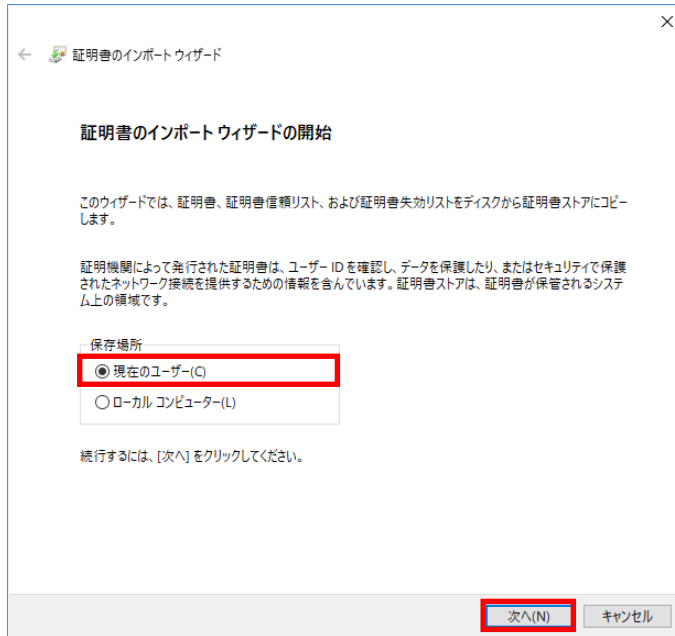 証明書のインポート ウィザード
証明書のインポート ウィザードの開始
このウィザードでは、証明書、証明書信頼リスト、および証明書失効リストをディスクから証明書ストアにコピー
します。
証明機関によって発行された証明書は、ユーザー ID を確認し、データを保護したり、またはセキュリティで保護
されたネットワーク接続を提供するための情報を含んでいます。証明書ストアは、証明書が保管されるシステ
ム上の領域です。
保存場所
現在のユーザー(C)
ローカル コンピューター(L)
続行するには、[次へ] をクリックしてください。
次へ(N)
キャンセル